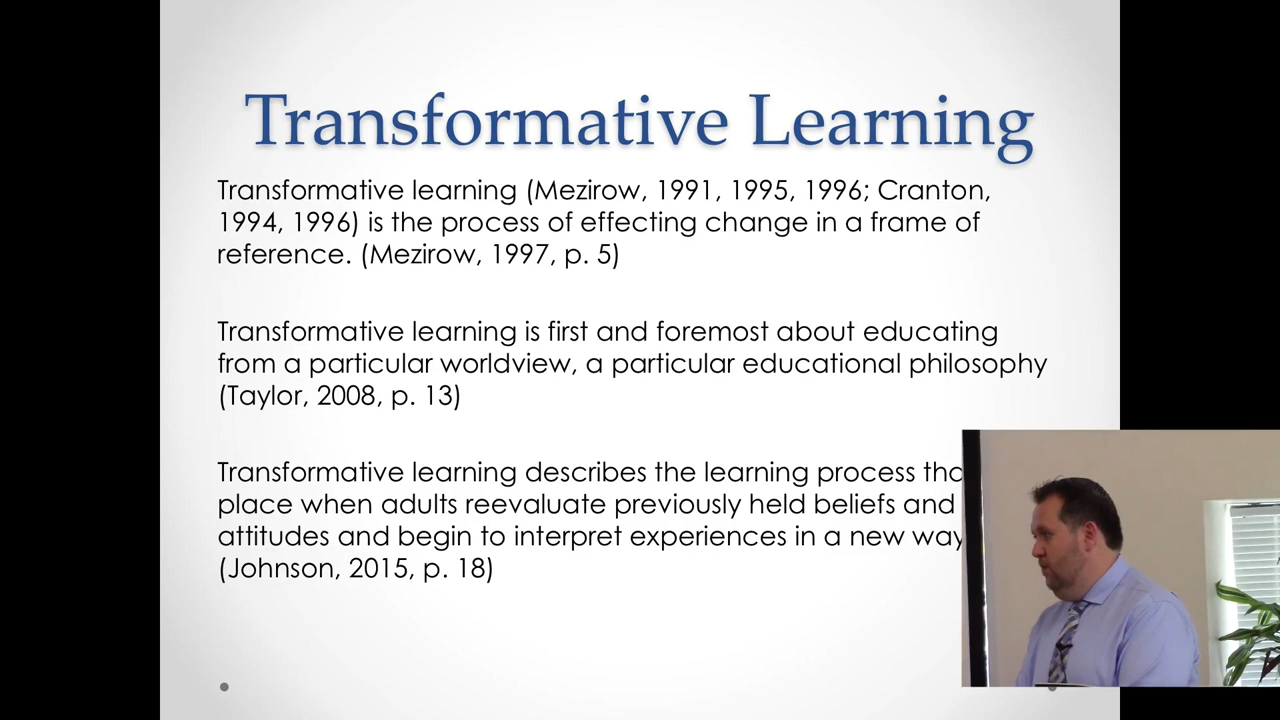 Transformative Learning
Transformative learning (Mezirow, 1991, 1995, 1996; Cranton,
1994, 1996) is the process of effecting change in a frame of
reference. (Mezirow, 1997, p. 5)
Transformative learning is first and foremost about educating
from a particular worldview, a particular educational philosophy
(Taylor, 2008, p. 13)
Transformative learning describes the learning process
place when adults reevaluate previously held beliefs and
attitudes and begin to interpret experiences in a new way
(Johnson, 2015, p. 18)